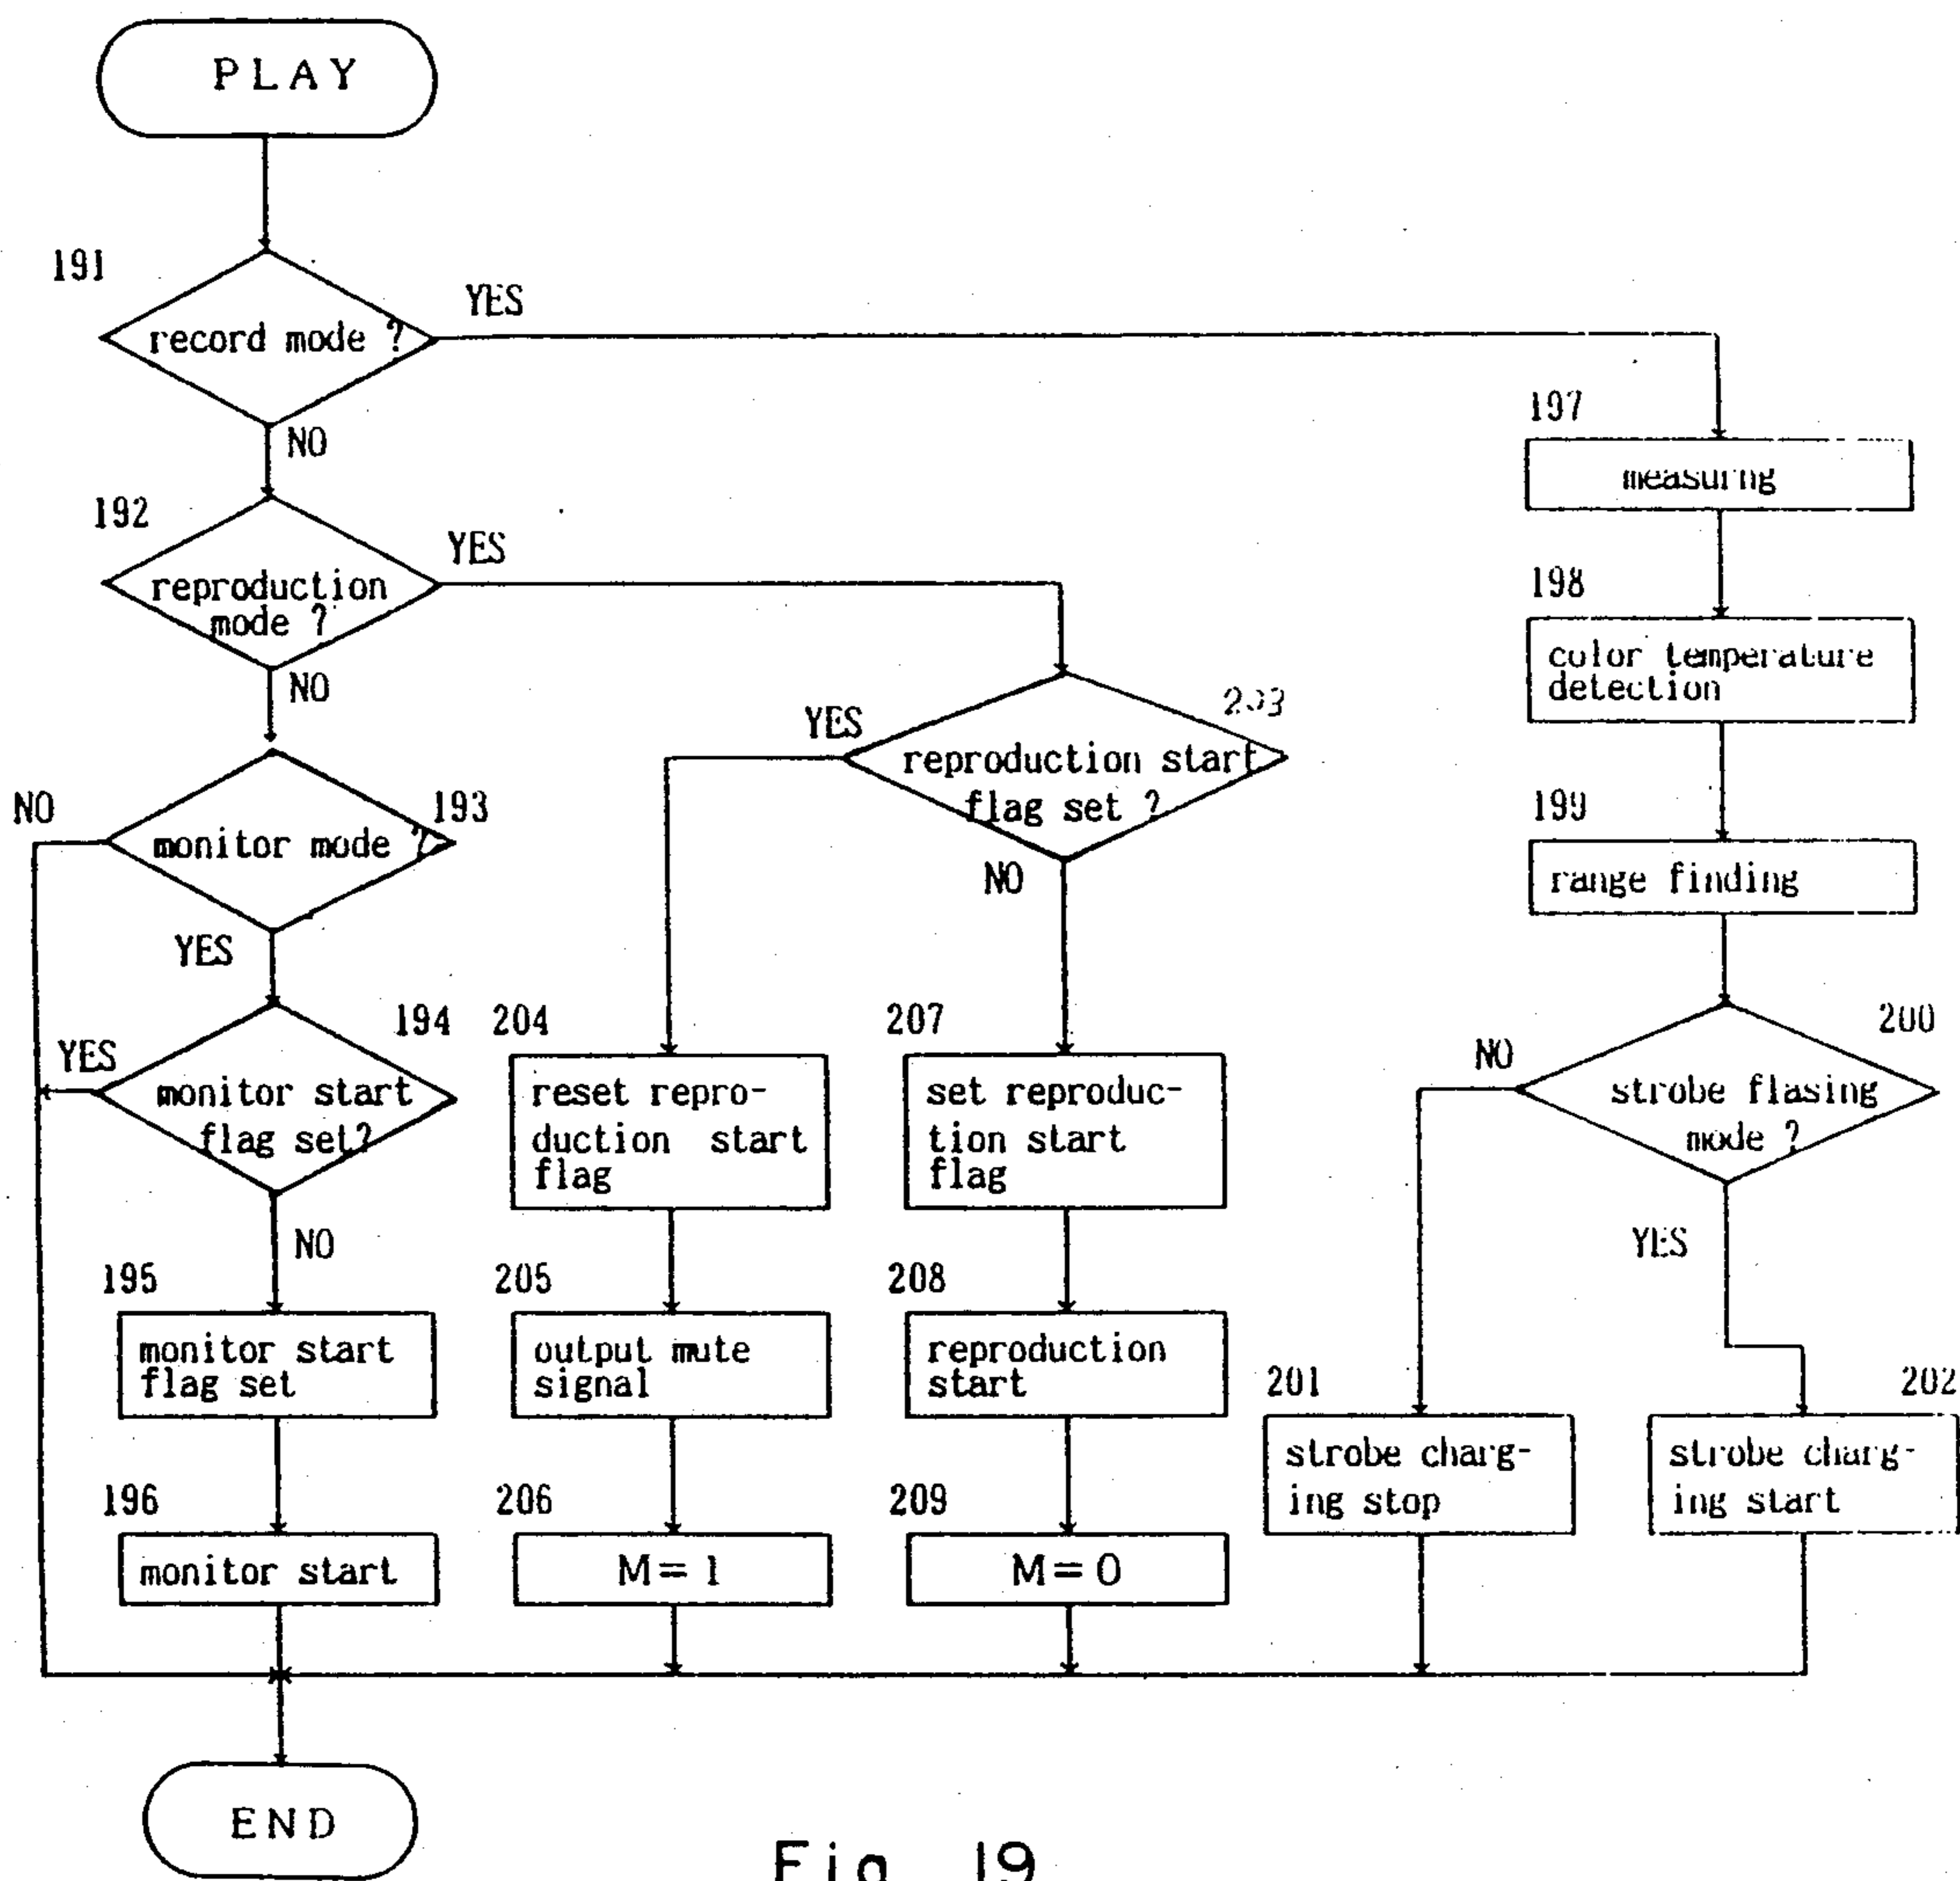 PLAY
191
record mode ?
YES
NO
192
reproduction
mode ?
YES
NO
193
monitor mode ?
NO
YES
194
monitor start
flag set?
YES
NO
195
monitor start
flag set
196
monitor start
203
reproduction start
flag set ?
YES
NO
204
reset repro-
duction start
flag
205
output mute
signal
206
M=1
207
set reproduc-
tion start
flag
208
reproduction
start
209
M=0
197
measurng
198
color temperature
detection
199
range finding
200
strobe flasing
mode ?
NO
YES
201
strobe charg-
ing stop
202
strobe charg-
ing start
END
Fig 19